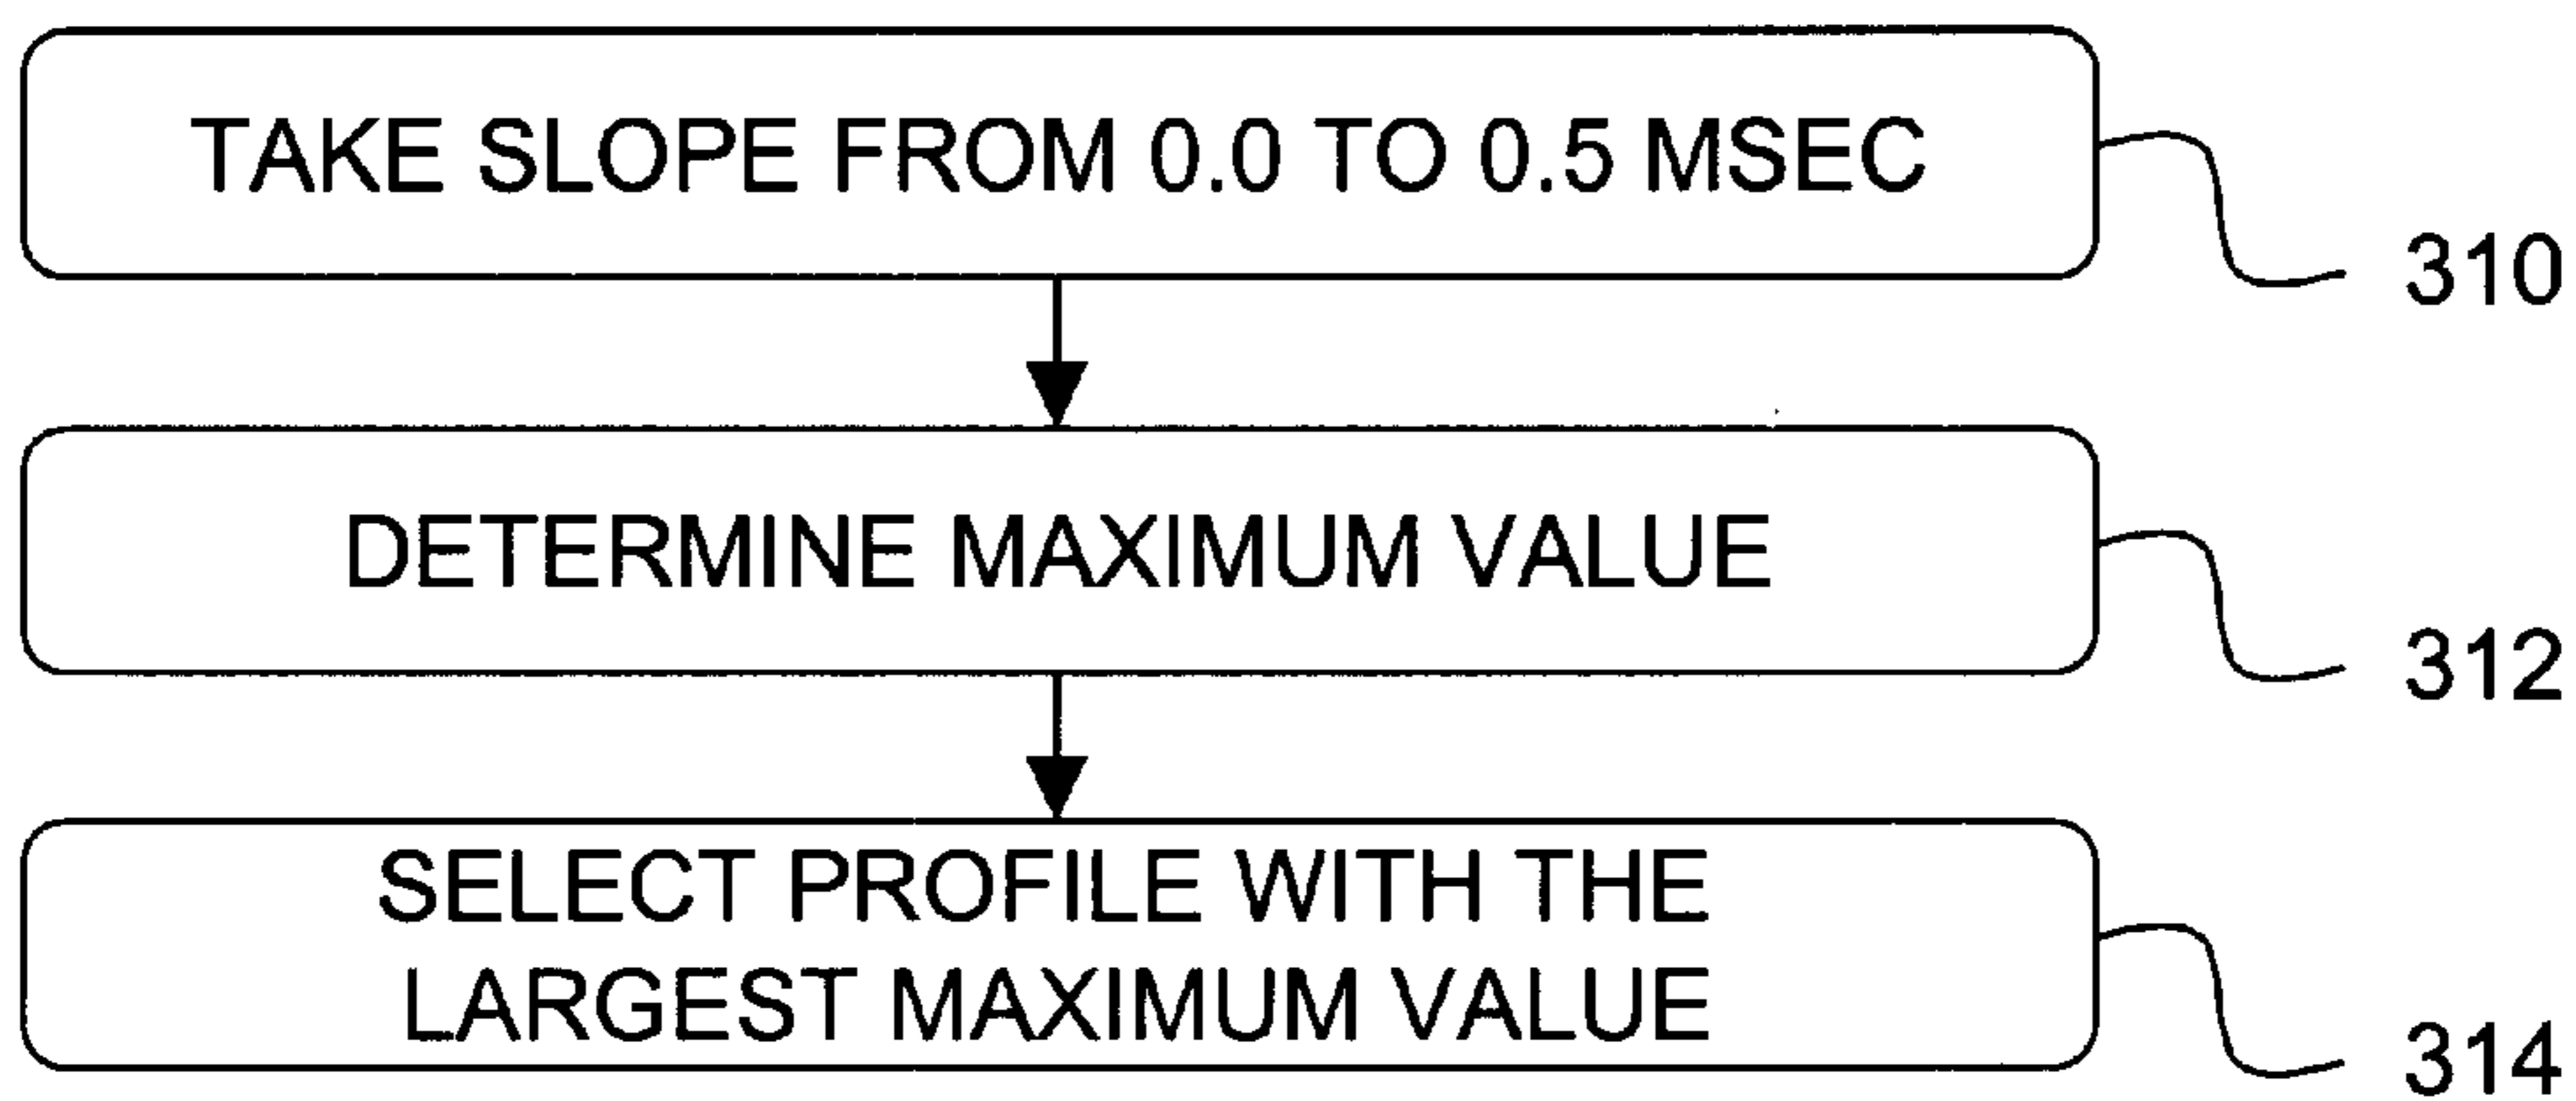 TAKE SLOPE FROM 0.0 TO 0.5 MSEC
310
DETERMINE MAXIMUM VALUE
312
SELECT PROFILE WITH THE
LARGEST MAXIMUM VALUE
314